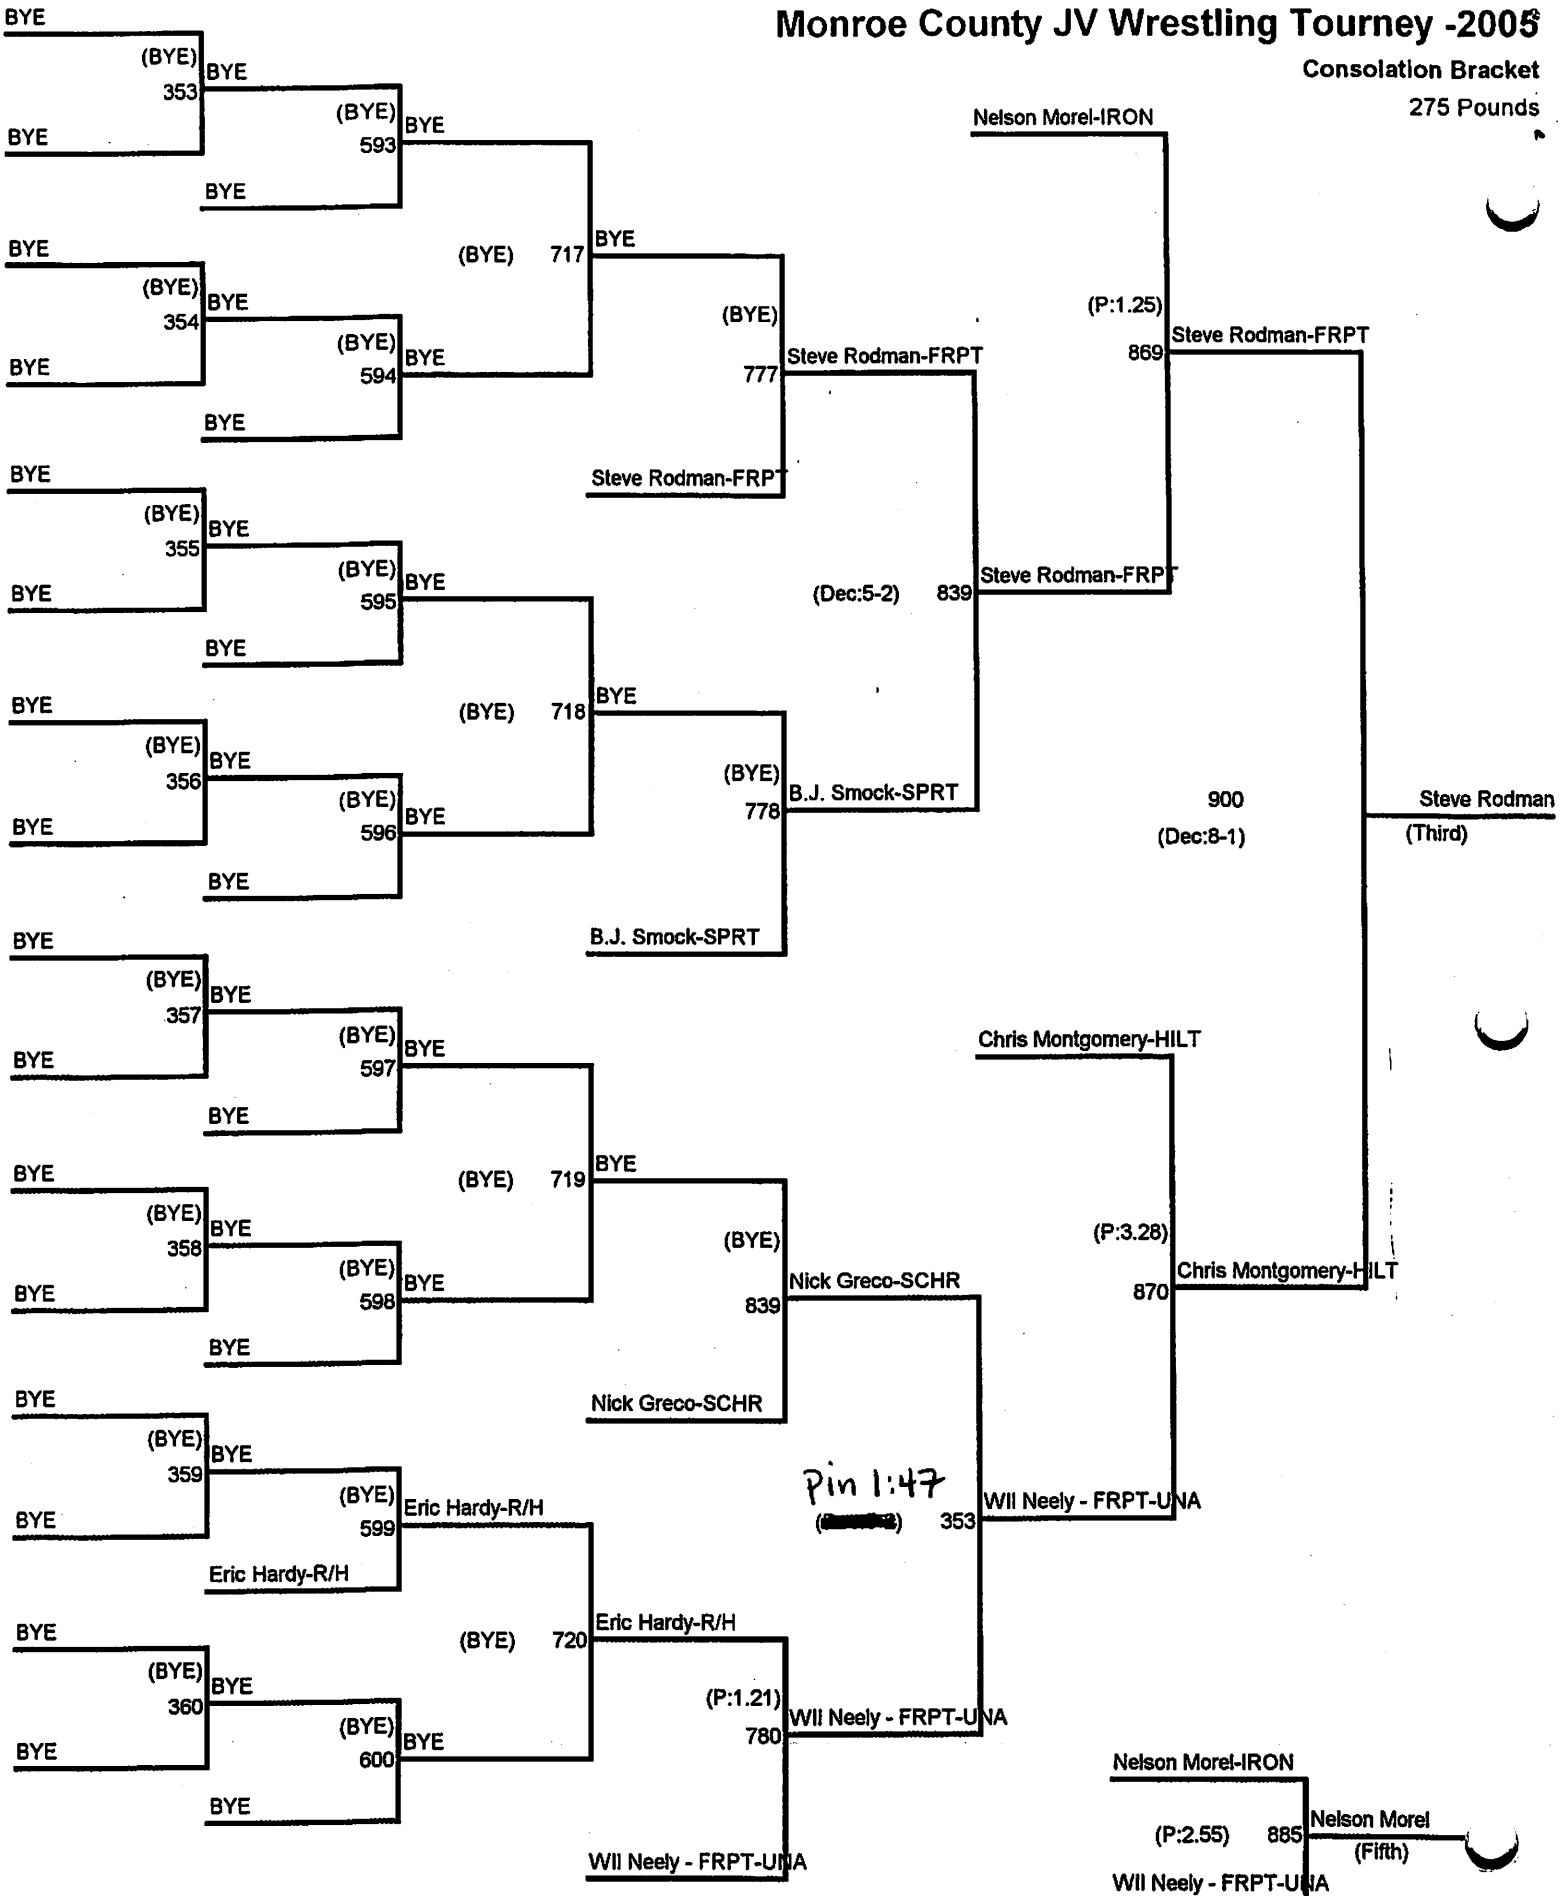 Monroe County JV Wrestling Tourney -2005
Consolation Bracket
275 Pounds
BYE
(BYE)
353
BYE
BYE
(BYE)
593
BYE
BYE
BYE
(BYE)
354
BYE
BYE
(BYE)
594
BYE
BYE
(BYE) 717
BYE
(BYE)
777
Steve Rodman-FRPT
Steve Rodman-FRPT
BYE
(BYE)
355
BYE
BYE
(BYE)
595
BYE
BYE
BYE
(BYE)
356
BYE
BYE
(BYE)
596
BYE
BYE
(BYE) 718
BYE
(BYE)
778
B.J. Smock-SPRT
B.J. Smock-SPRT
(Dec:5-2) 839
Steve Rodman-FRPT
Nelson Morel-IRON
(P:1.25)
869
Steve Rodman-FRPT
900
(Dec:8-1)
Steve Rodman
(Third)
BYE
(BYE)
357
BYE
BYE
(BYE)
597
BYE
BYE
BYE
(BYE)
358
BYE
BYE
(BYE)
598
BYE
BYE
(BYE) 719
BYE
(BYE)
839
Nick Greco-SCHR
Nick Greco-SCHR
BYE
(BYE)
359
BYE
BYE
(BYE)
599
Eric Hardy-R/H
Eric Hardy-R/H
BYE
(BYE)
360
BYE
BYE
(BYE)
600
BYE
BYE
(BYE) 720
Eric Hardy-R/H
(P:1.21)
780
WIl Neely - FRPT-UNA
WIl Neely - FRPT-UNA
Pin 1:47
353
WIl Neely - FRPT-UNA
Chris Montgomery-HILT
(P:3.28)
870
Chris Montgomery-HILT
Nelson Morel-IRON
(P:2.55) 885
Nelson Morel
(Fifth)
WIl Neely - FRPT-UNA